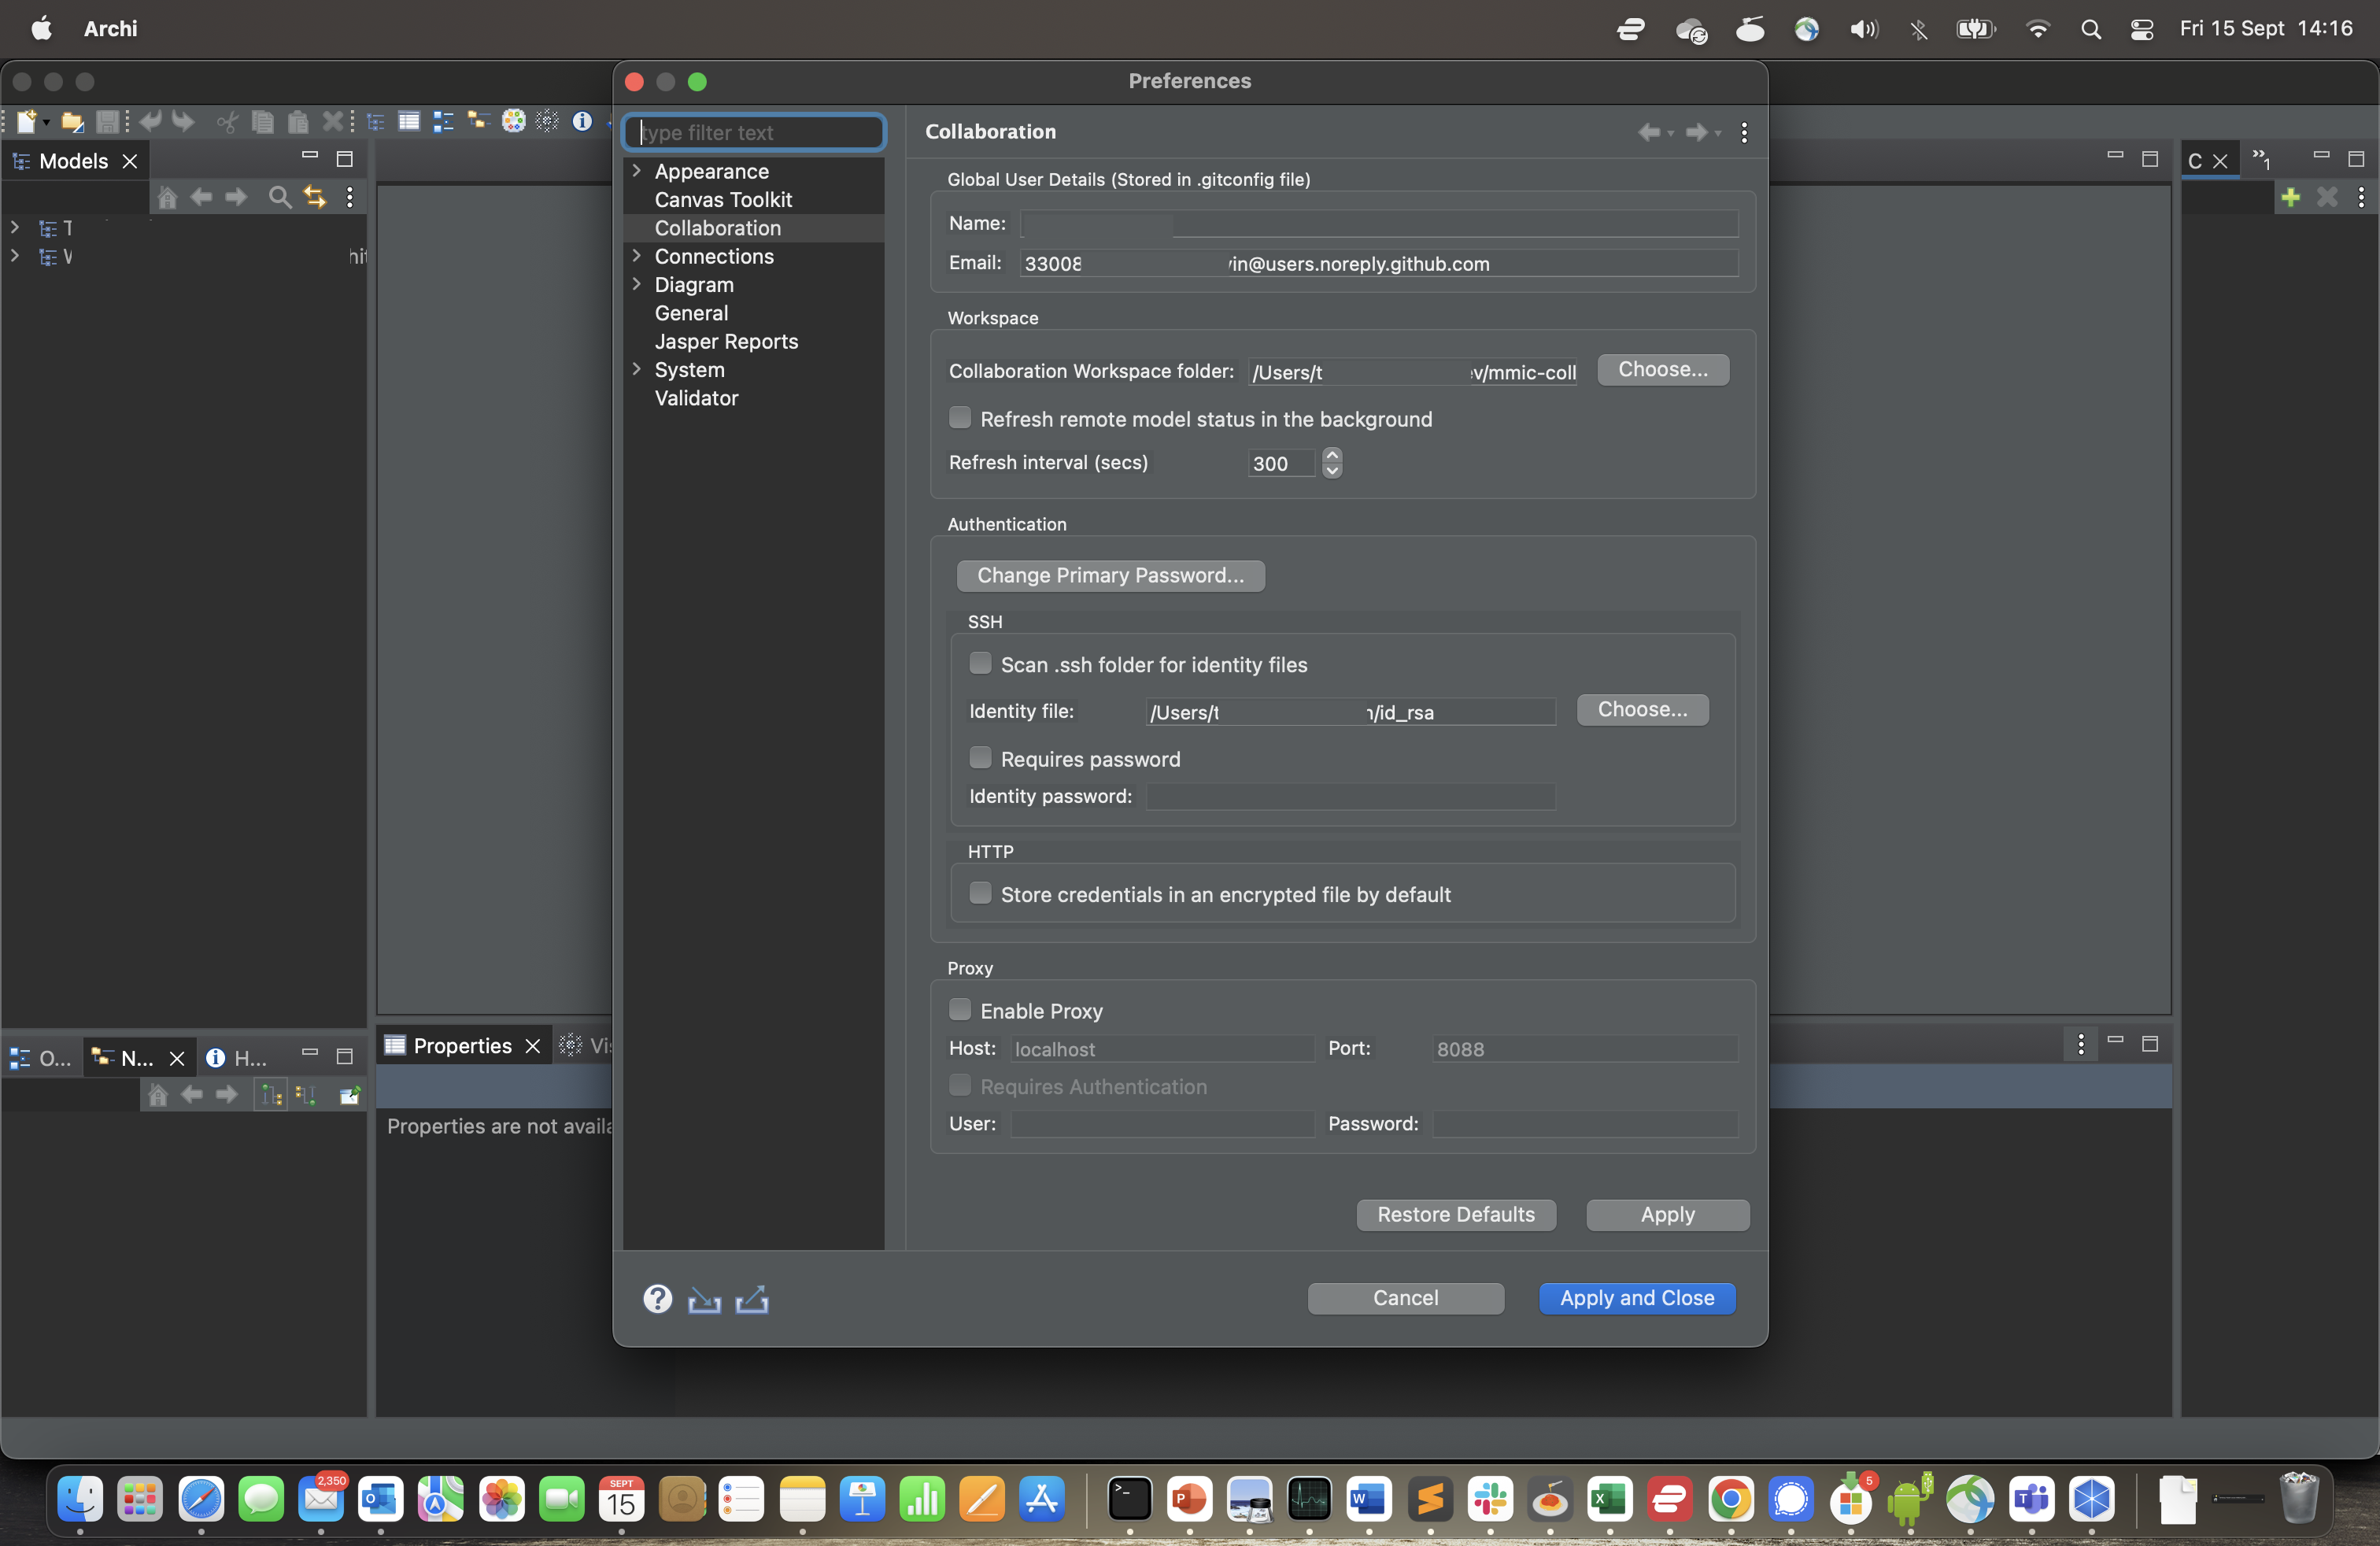 Archi
Fri 15 Sept 14:16
Preferences
type filter text
Collaboration
Models
C
1
Appearance
Global User Details (Stored in .gitconfig file)
Canvas Toolkit
Name:
T
Collaboration
Connections
Email: 33008 in@users.noreply.github.com
Diagram
General
Workspace
Jasper Reports
System
Collaboration Workspace folder: /Users/t v/mmic-coll Choose...
Validator
Refresh remote model status in the background
Refresh interval (secs) 300
Authentication
Change Primary Password...
SSH
Scan .ssh folder for identity files
Identity file: /Users/t /id_rsa Choose...
Requires password
Identity password:
HTTP
Store credentials in an encrypted file by default
Proxy
Enable Proxy
O... N... H... Properties Vi
Host: localhost Port: 8088
Requires Authentication
Properties are not availa
User: Password:
Restore Defaults Apply
? Cancel Apply and Close
2,350
SEPT
15
5